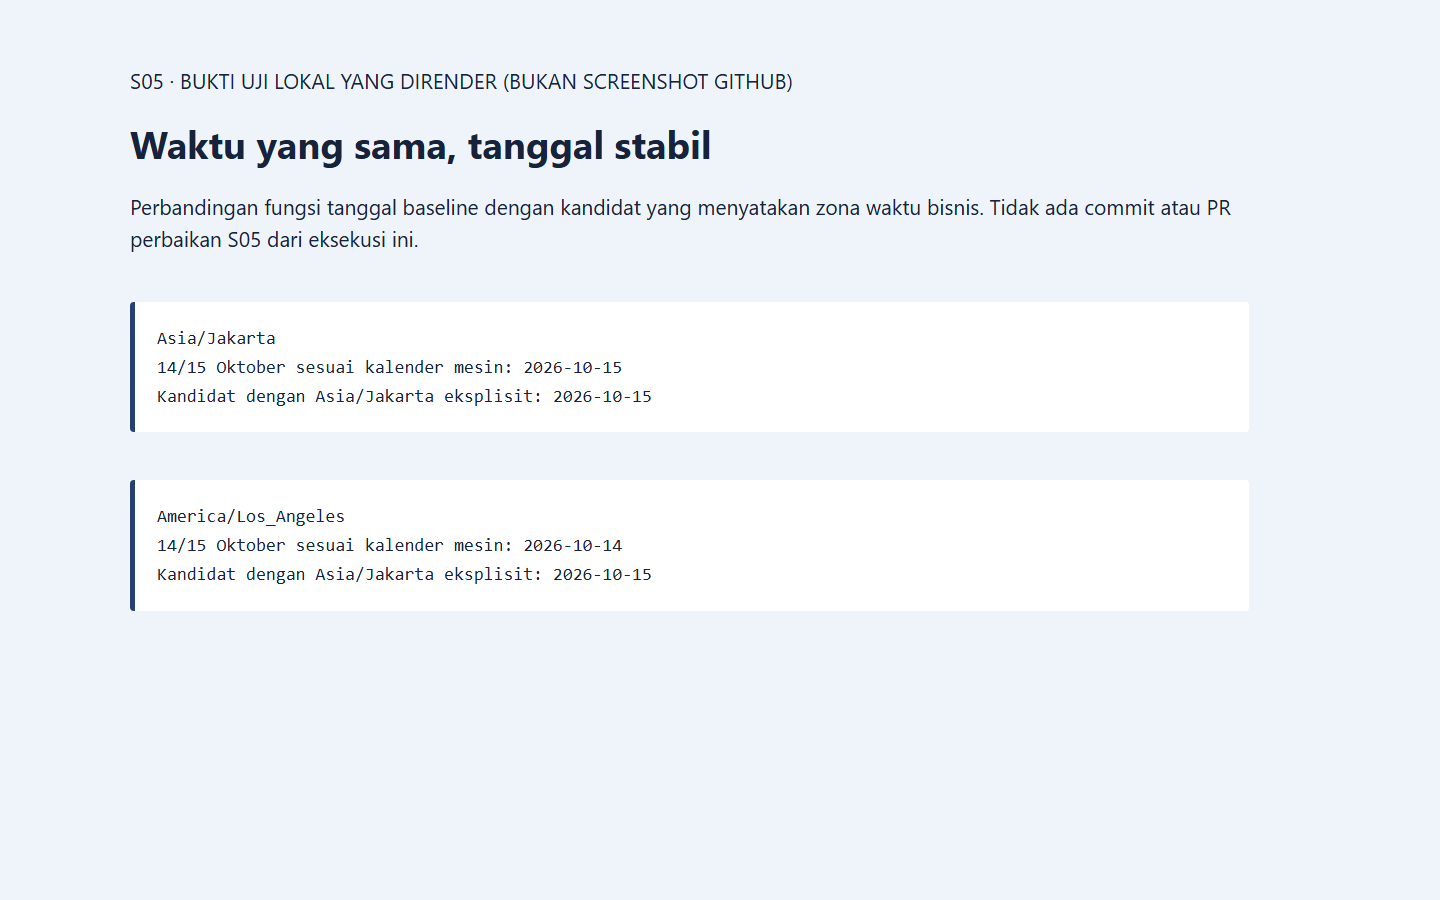 S05 · BUKTI UJI LOKAL YANG DIRENDER (BUKAN SCREENSHOT GITHUB)
Waktu yang sama, tanggal stabil
Perbandingan fungsi tanggal baseline dengan kandidat yang menyatakan zona waktu bisnis. Tidak ada commit atau PR
perbaikan S05 dari eksekusi ini.
Asia/Jakarta
14/15 Oktober sesuai kalender mesin: 2026-10-15
Kandidat dengan Asia/Jakarta eksplisit: 2026-10-15
America/Los_Angeles
14/15 Oktober sesuai kalender mesin: 2026-10-14
Kandidat dengan Asia/Jakarta eksplisit: 2026-10-15